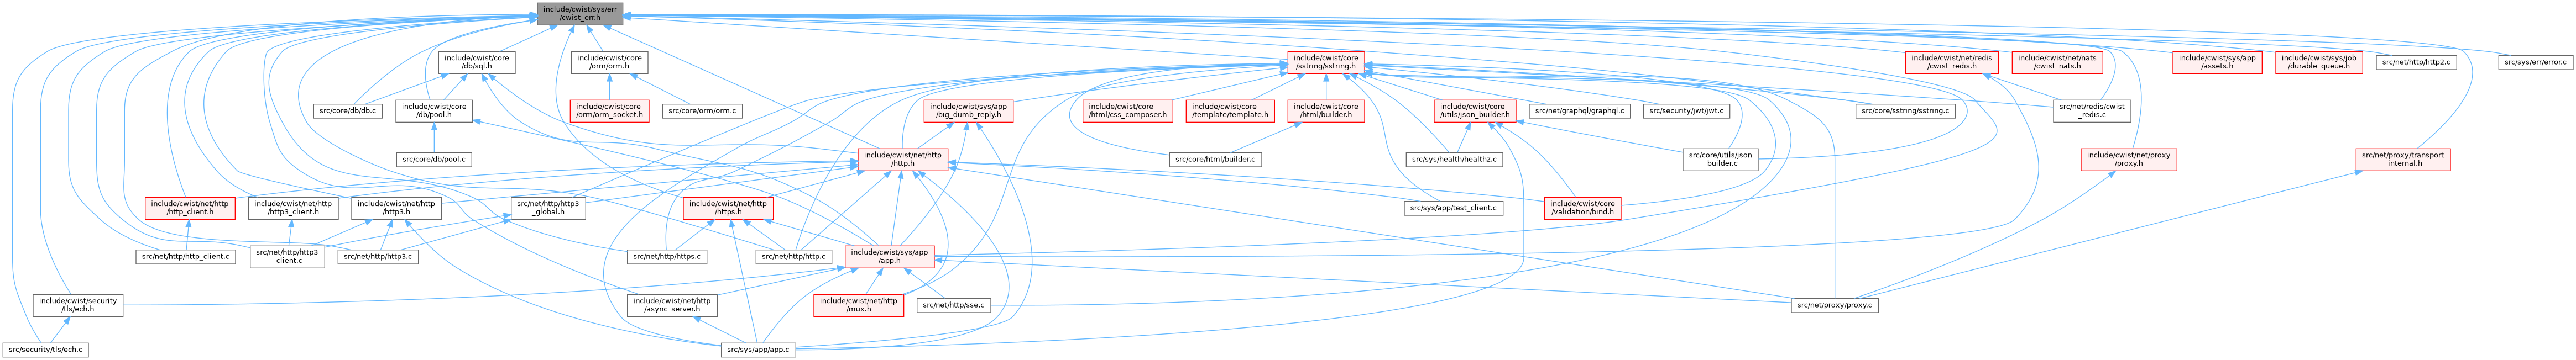 include/cwist/sys/err
/cwist_err.h
include/cwist/core
/db/sql.h
include/cwist/core
/orm/orm.h
include/cwist/core
/sstring/sstring.h
include/cwist/net/redis
/cwist_redis.h
include/cwist/net/nats
/cwist_nats.h
include/cwist/sys/app
/assets.h
include/cwist/sys/job
/durable_queue.h
src/net/http/http2.c
src/sys/err/error.c
src/core/db/db.c
include/cwist/core
/db/pool.h
include/cwist/core
/orm/orm_socket.h
src/core/orm/orm.c
include/cwist/sys/app
/big_dumb_reply.h
include/cwist/core
/html/css_composer.h
include/cwist/core
/template/template.h
include/cwist/core
/html/builder.h
include/cwist/core
/utils/json_builder.h
src/net/graphql/graphql.c
src/security/jwt/jwt.c
src/core/sstring/sstring.c
src/net/redis/cwist
_redis.c
src/core/db/pool.c
include/cwist/net/http
/http.h
src/core/html/builder.c
src/sys/health/healthz.c
src/core/utils/json
_builder.c
include/cwist/net/proxy
/proxy.h
src/net/proxy/transport
_internal.h
include/cwist/net/http
/http_client.h
include/cwist/net/http
/http3_client.h
include/cwist/net/http
/http3.h
src/net/http/http3
_global.h
include/cwist/net/http
/https.h
src/sys/app/test_client.c
include/cwist/core
/validation/bind.h
src/net/http/http_client.c
src/net/http/http3
_client.c
src/net/http/http3.c
src/net/http/https.c
src/net/http/http.c
include/cwist/sys/app
/app.h
include/cwist/security
/tls/ech.h
include/cwist/net/http
/async_server.h
include/cwist/net/http
/mux.h
src/net/http/sse.c
src/net/proxy/proxy.c
src/security/tls/ech.c
src/sys/app/app.c